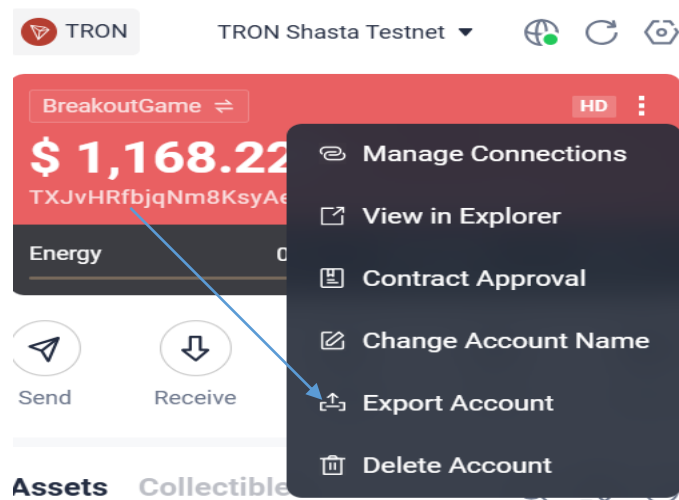 TRON TRON Shasta Testnet
BreakoutGame HD
$ 1,168.22
TXJvHRfbjqNm8KsyAe
Energy 0
Manage Connections
View in Explorer
Contract Approval
Change Account Name
Export Account
Delete Account
Send Receive
Assets Collectible